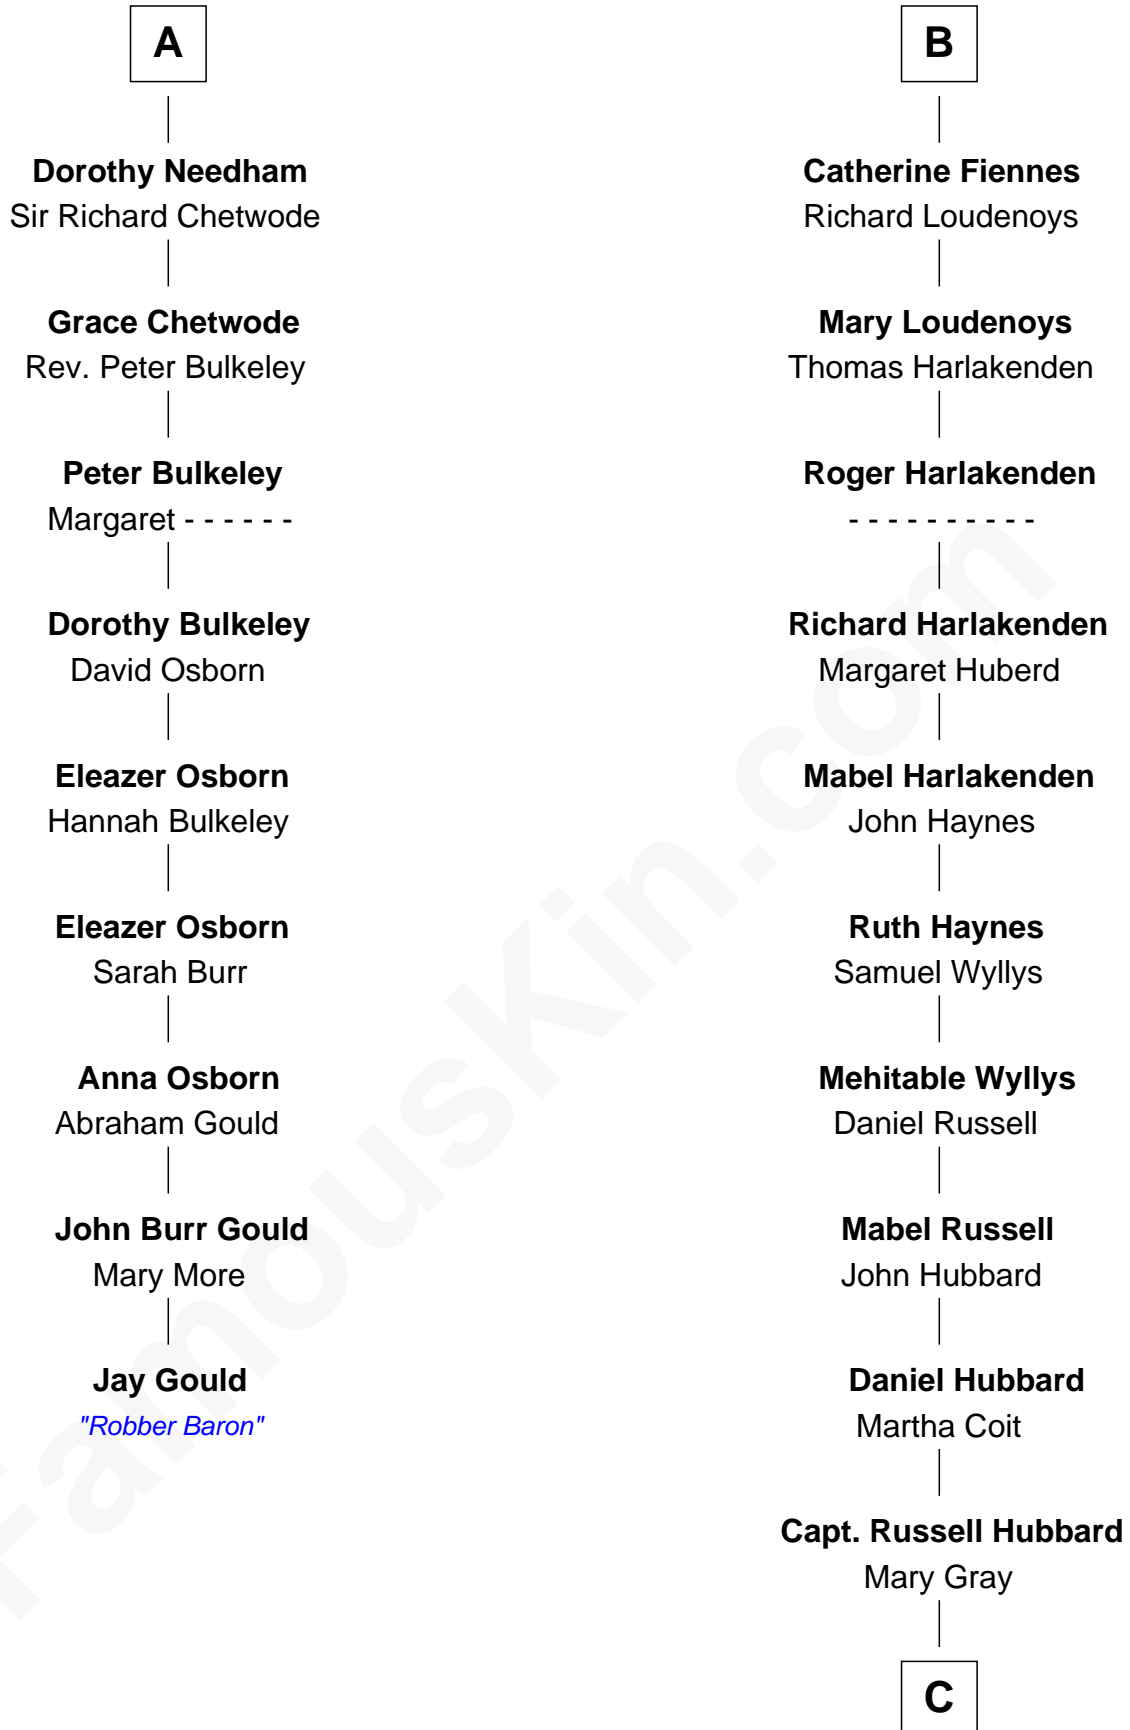 A
Dorothy Needham
Sir Richard Chetwode
Grace Chetwode
Rev. Peter Bulkeley
Peter Bulkeley
Margaret - - - - - -
Dorothy Bulkeley
David Osborn
Eleazer Osborn
Hannah Bulkeley
Eleazer Osborn
Sarah Burr
Anna Osborn
Abraham Gould
John Burr Gould
Mary More
Jay Gould
"Robber Baron"
B
Catherine Fiennes
Richard Loudenoys
Mary Loudenoys
Thomas Harlakenden
Roger Harlakenden
- - - - - - - - - -
Richard Harlakenden
Margaret Huberd
Mabel Harlakenden
John Haynes
Ruth Haynes
Samuel Wyllys
Mehitable Wyllys
Daniel Russell
Mabel Russell
John Hubbard
Daniel Hubbard
Martha Coit
Capt. Russell Hubbard
Mary Gray
C
FamousKin.com